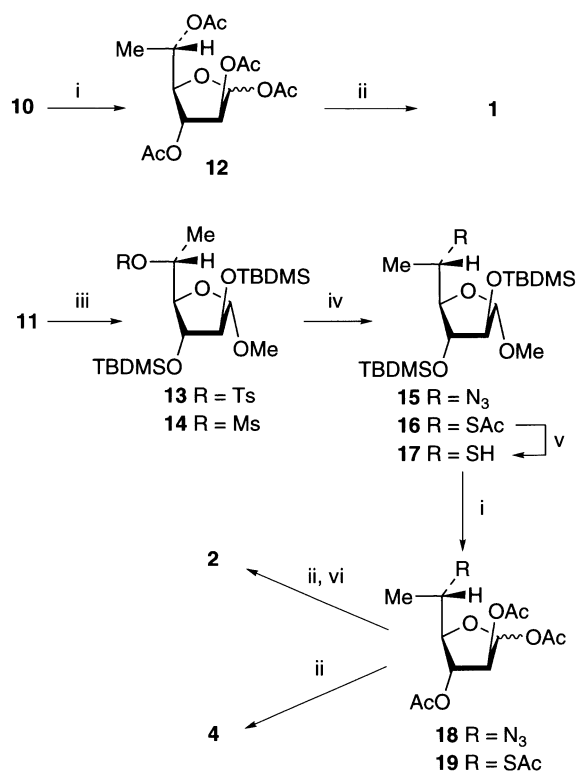 OAc
Me
H
O
OAc
OAc
AcO
10
i
12
ii
1
Me
RO
H
O
OTBDMS
OMe
TBDMSO
11
iii
13 R = Ts
14 R = Ms
iv
R
Me
H
O
OTBDMS
OMe
TBDMSO
15 R = N₃
16 R = SAc
17 R = SH
v
i
2
ii, vi
R
Me
H
O
OAc
OAc
AcO
ii
4
18 R = N₃
19 R = SAc